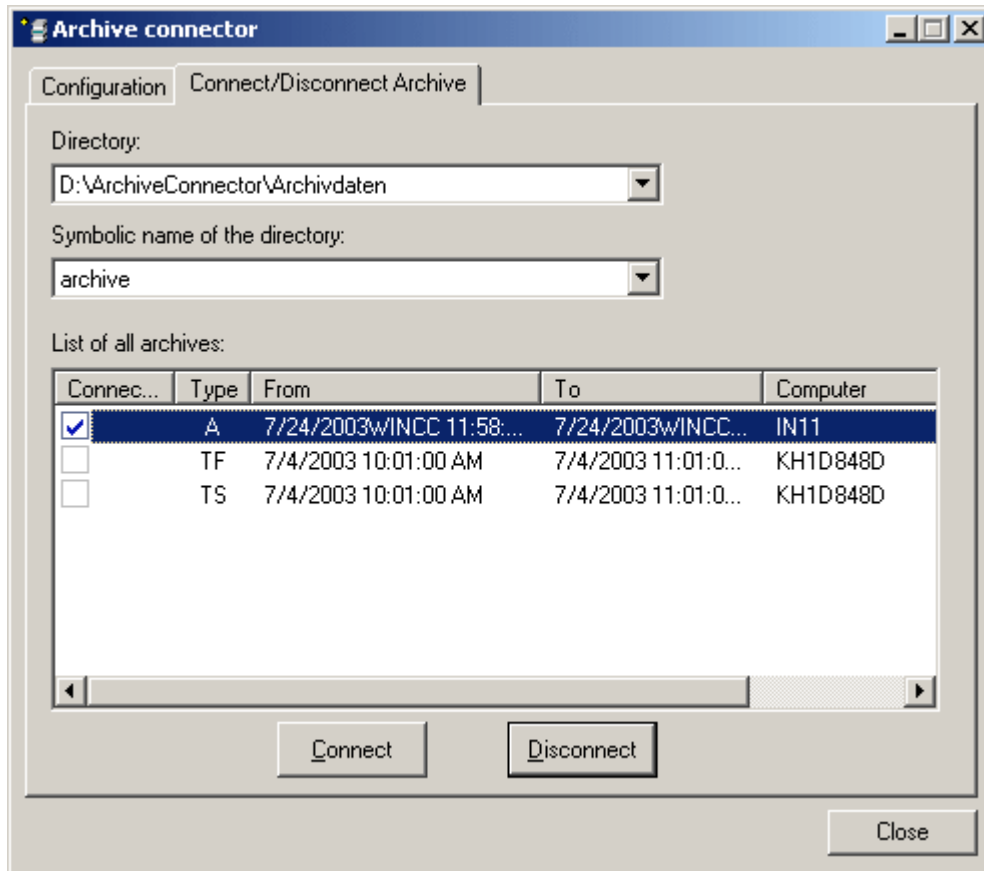 Archive connector
Configuration Connect/Disconnect Archive
Directory:
D:\ArchiveConnector\Archivdaten
Symbolic name of the directory:
archive
List of all archives:
Connec... Type From To Computer
A 7/24/2003WINCC 11:58:... 7/24/2003WINCC... IN11
TF 7/4/2003 10:01:00 AM 7/4/2003 11:01:0... KH1D848D
TS 7/4/2003 10:01:00 AM 7/4/2003 11:01:0... KH1D848D
Connect Disconnect
Close